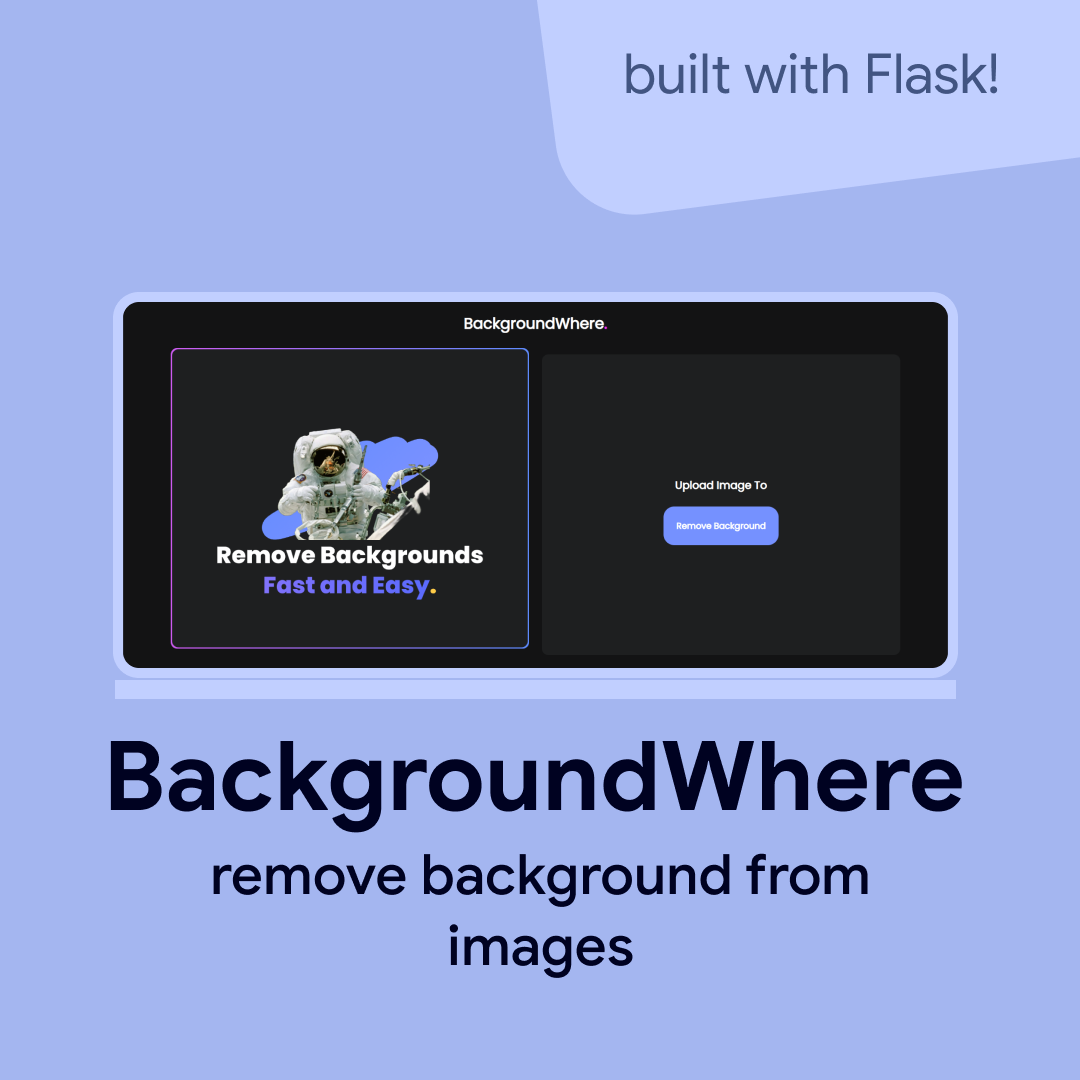 built with Flask!
BackgroundWhere.
Remove Backgrounds
Fast and Easy.
Upload Image To
Remove Background
BackgroundWhere
remove background from
images